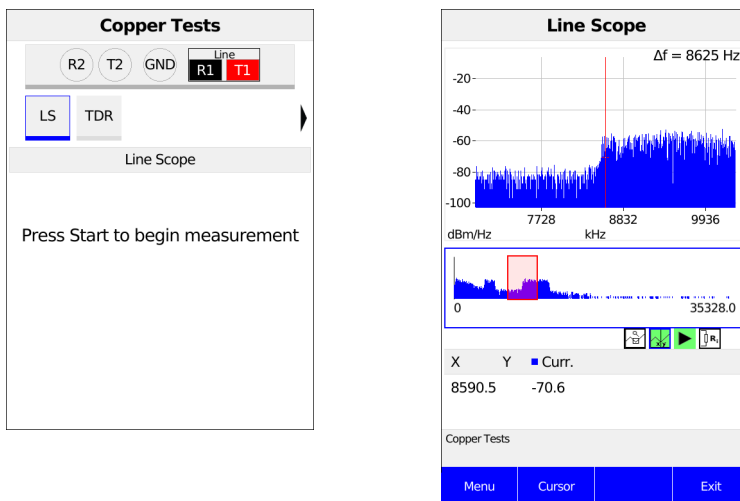 Copper Tests
R2 T2 GND Line R1 T1
LS TDR
Line Scope
Press Start to begin measurement
Line Scope
Δf = 8625 Hz
-20
-40
-60
-80
-100
7728 8832 9936
dBm/Hz kHz
0 35328.0
x y Ri
X Y Curr.
8590.5 -70.6
Copper Tests
Menu Cursor Exit